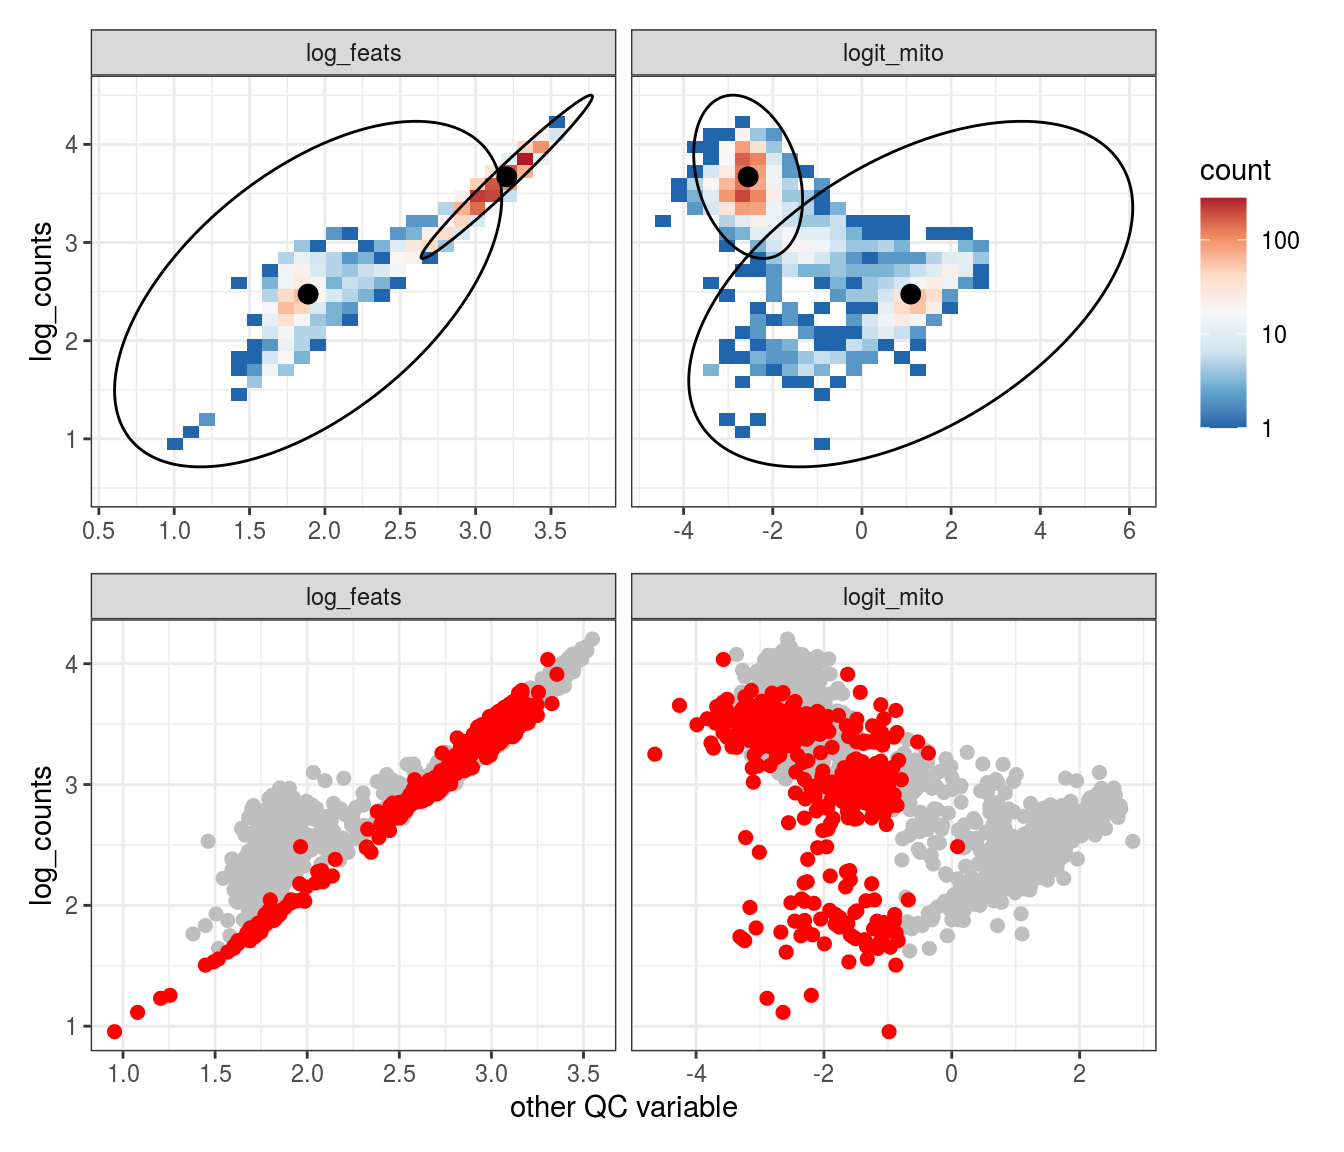 log_feats
logit_mito
count
100
10
1
4
3
2
1
log_counts
0.5 1.0 1.5 2.0 2.5 3.0 3.5
-4 -2 0 2 4 6
log_feats
logit_mito
4
3
2
1
log_counts
1.0 1.5 2.0 2.5 3.0 3.5
-4 -2 0 2
other QC variable